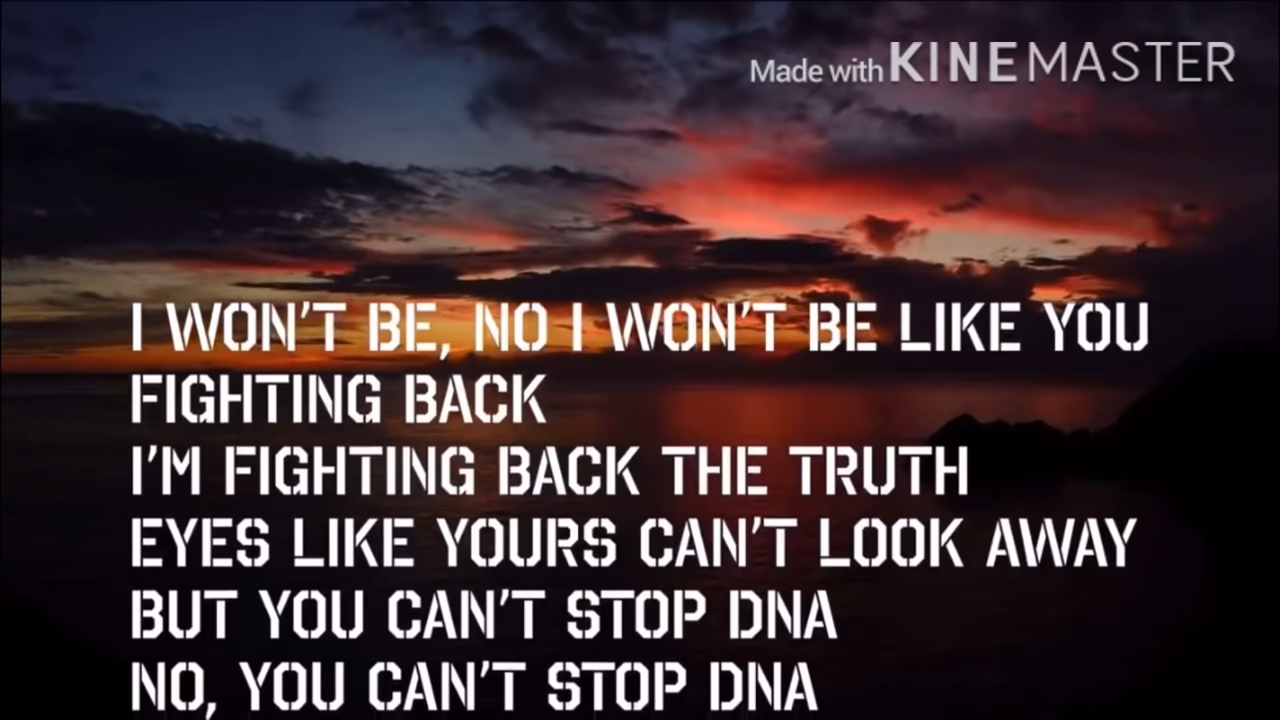 Made with KINEMASTER
I WON'T BE, NO I WON'T BE LIKE YOU
FIGHTING BACK
I'M FIGHTING BACK THE TRUTH
EYES LIKE YOURS CAN'T LOOK AWAY
BUT YOU CAN'T STOP DNA
NO, YOU CAN'T STOP DNA